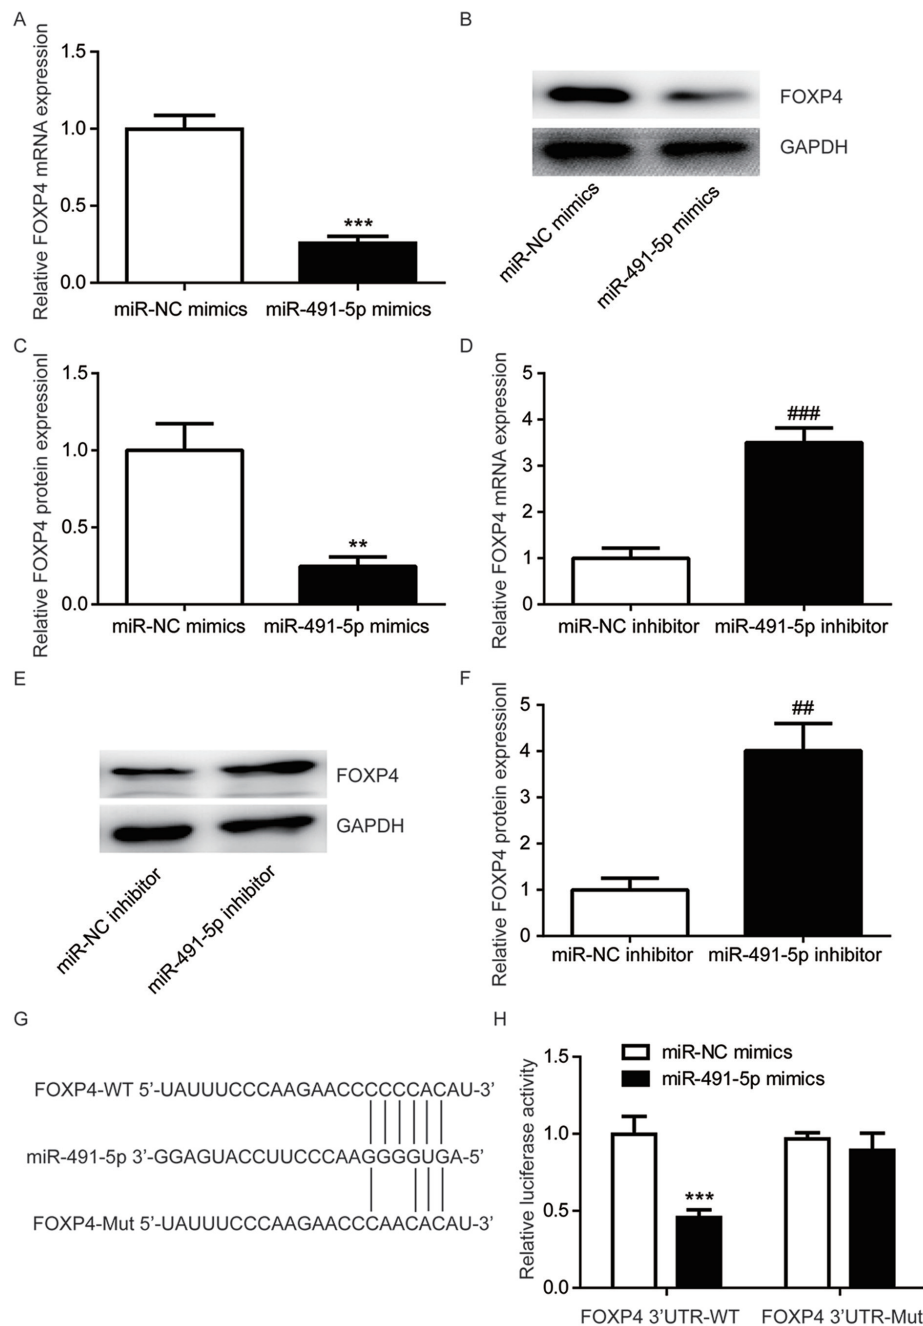 A
Relative FOXP4 mRNA expression
1.5
1.0
0.5
0.0
***
miR-NC mimics
miR-491-5p mimics
B
FOXP4
GAPDH
miR-NC mimics
miR-491-5p mimics
C
Relative FOXP4 protein expressionl
1.5
1.0
0.5
0.0
**
miR-NC mimics
miR-491-5p mimics
D
Relative FOXP4 mRNA expression
5
4
3
2
1
0
###
miR-NC inhibitor
miR-491-5p inhibitor
E
FOXP4
GAPDH
miR-NC inhibitor
miR-491-5p inhibitor
F
Relative FOXP4 protein expressionl
5
4
3
2
1
0
##
miR-NC inhibitor
miR-491-5p inhibitor
G
FOXP4-WT 5’-UAUUUCCCAAGAACCCCCCACAU-3’
miR-491-5p 3’-GGAGUACCUUCCCAAGGGGUGA-5’
FOXP4-Mut 5’-UAUUUCCCAAGAACCCAACACAU-3’
H
Relative luciferase activity
1.5
1.0
0.5
0.0
miR-NC mimics
miR-491-5p mimics
***
FOXP4 3’UTR-WT
FOXP4 3’UTR-Mut